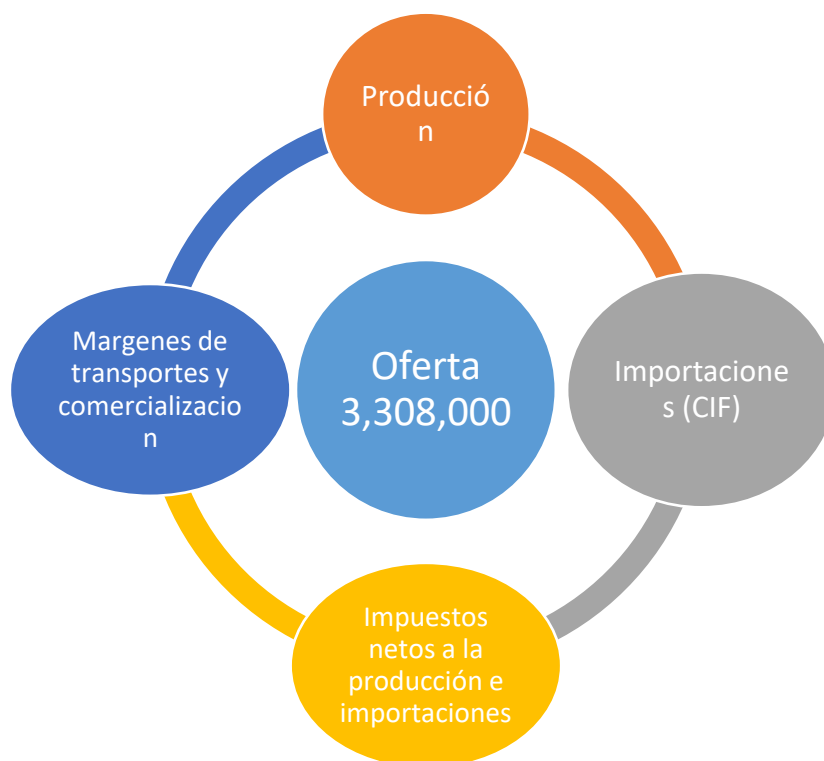 Producció
n
Margenes de
transportes y
comercializacio
n
Oferta
3,308,000
Importacione
s (CIF)
Impuestos
netos a la
producción e
importaciones